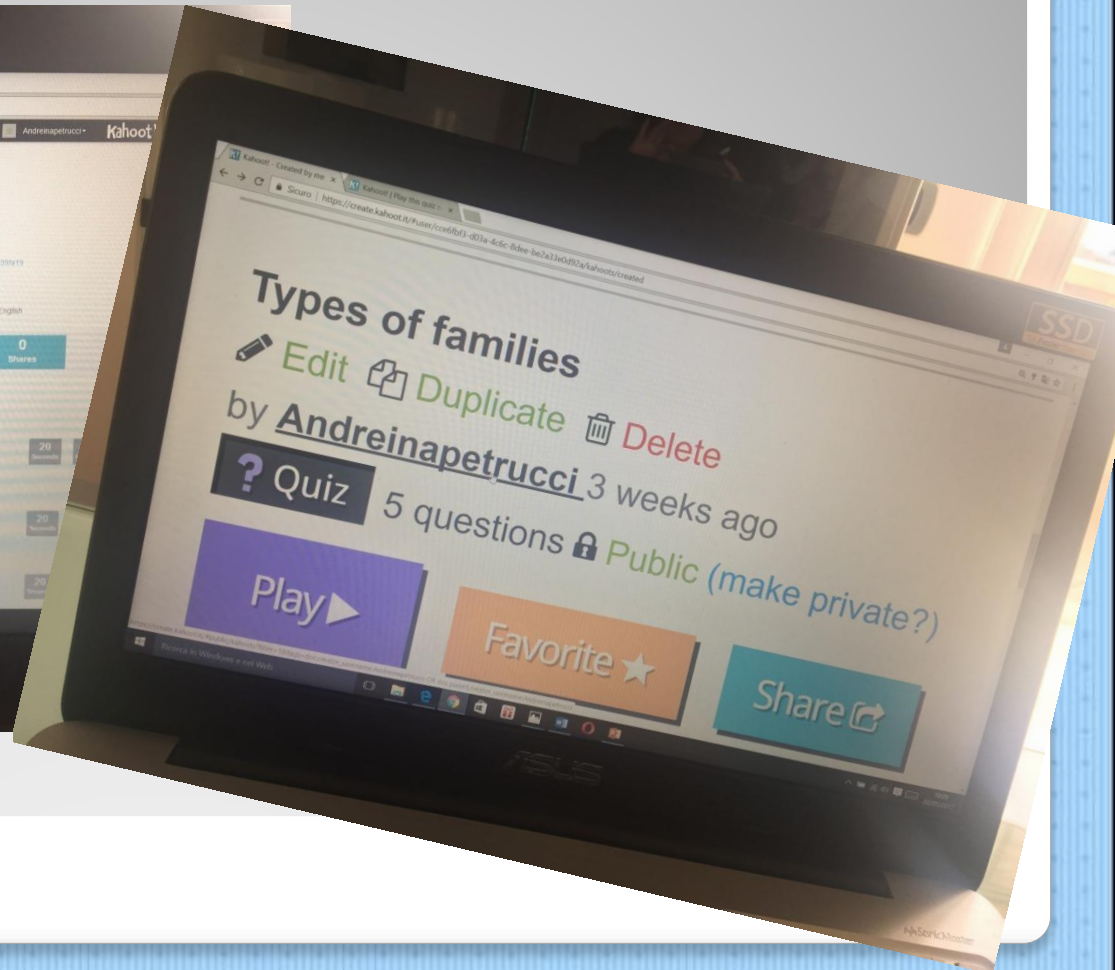 Andreinapetrucci
Kahoot!
English
0
Shares
20
Seconds
20
Seconds
20
Kahoot! - Created by me
Kahoot! | Play this quiz
Sicuro | https://create.kahoot.it/#user/cce6fbf3-d03a-4c6c-8dee-be2a33e0d92a/kahoots/created
Types of families
Edit Duplicate Delete
by Andreinapetrucci 3 weeks ago
? Quiz 5 questions Public (make private?)
Play
Favorite
Share
Ricerca in Windows e nel Web
ASUS
SSD
SonicMaster